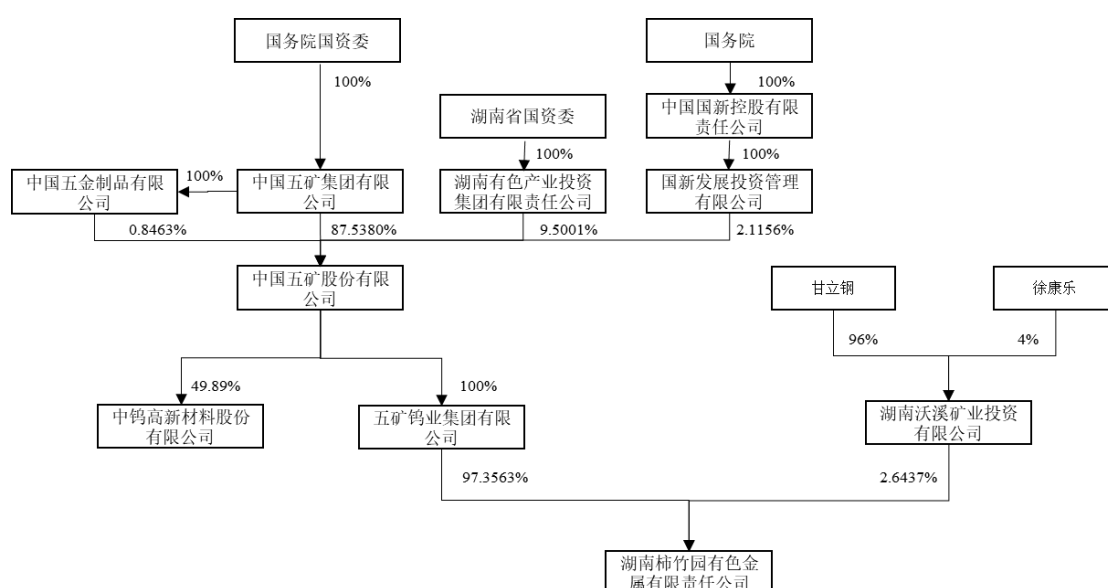 国务院国资委
国务院
100%
100%
湖南省国资委
中国国新控股有限
责任公司
100%
100%
100%
中国五金制品有限
公司
中国五矿集团有限
公司
湖南有色产业投资
集团有限责任公司
国新发展投资管理
有限公司
0.8463%
87.5380%
9.5001%
2.1156%
中国五矿股份有限
公司
甘立钢
徐康乐
96%
4%
49.89%
100%
中钨高新材料股份
有限公司
五矿钨业集团有限
公司
湖南沃溪矿业投资
有限公司
97.3563%
2.6437%
湖南柿竹园有色金
属有限责任公司